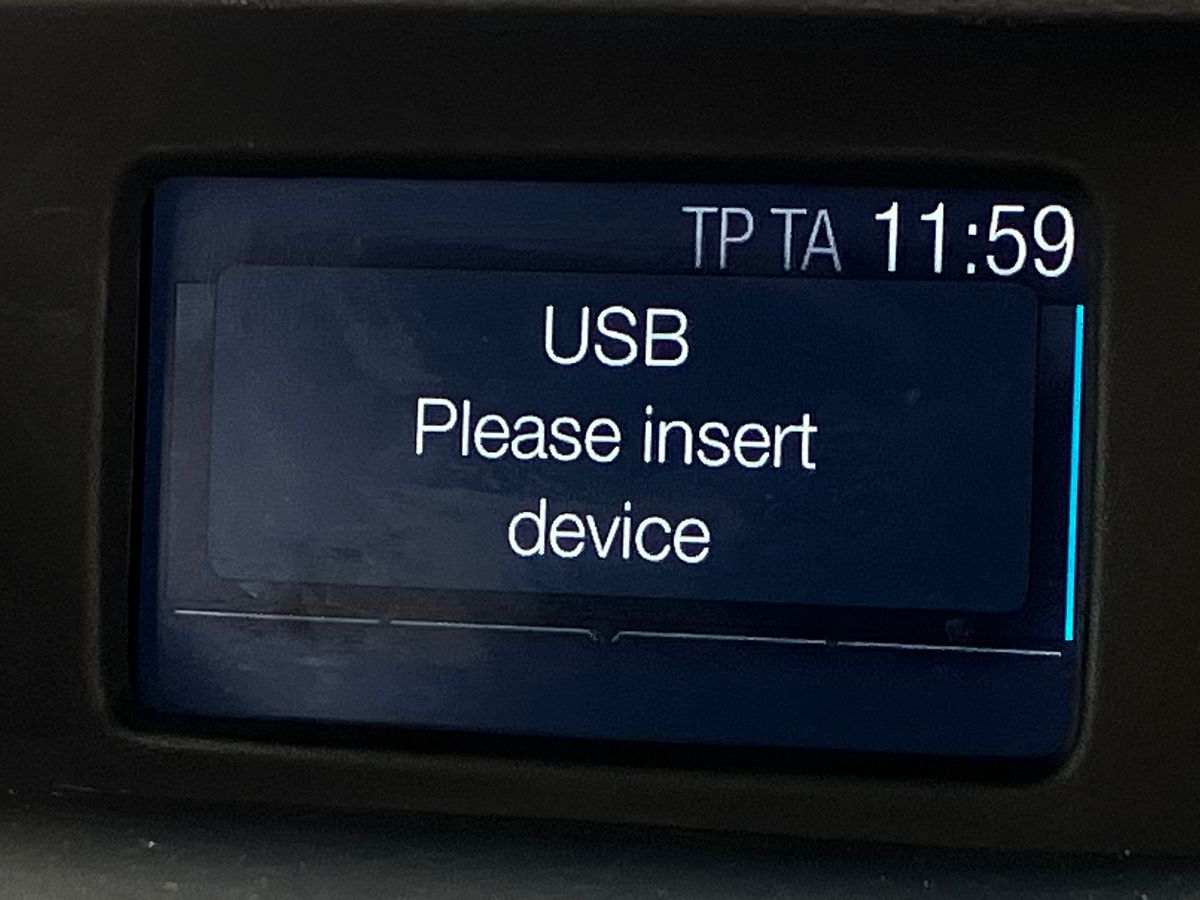 TP TA 11:59
USB
Please insert
device